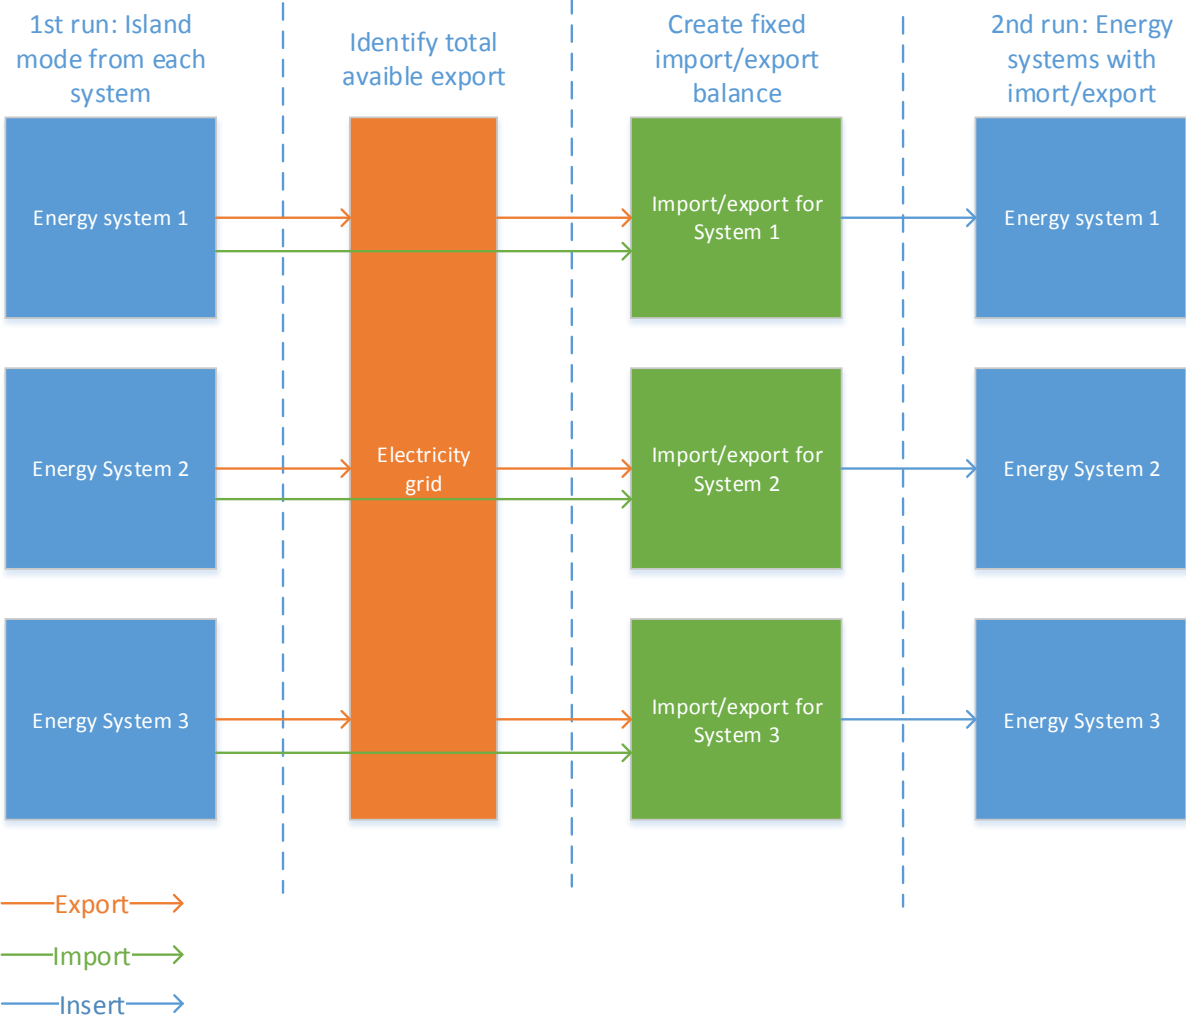 1st run: Island
mode from each
system
Identify total
avaible export
Create fixed
import/export
balance
2nd run: Energy
systems with
imort/export
Energy system 1
Import/export for
System 1
Energy system 1
Energy System 2
Electricity
grid
Import/export for
System 2
Energy System 2
Energy System 3
Import/export for
System 3
Energy System 3
Export
Import
Insert